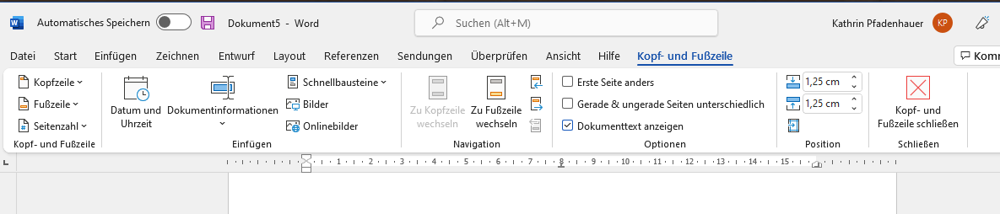 Automatisches Speichern Dokument5 - Word Suchen (Alt+M) Kathrin Pfadenhauer KP
Datei Start Einfügen Zeichnen Entwurf Layout Referenzen Sendungen Überprüfen Ansicht Hilfe Kopf- und Fußzeile
Kopfzeile
Fußzeile
Seitenzahl
Kopf- und Fußzeile
Datum und
Uhrzeit
Dokumentinformationen
Schnellbausteine
Bilder
Onlinebilder
Einfügen
Zu Kopfzeile
wechseln
Zu Fußzeile
wechseln
Navigation
Erste Seite anders
Gerade & ungerade Seiten unterschiedlich
Dokumenttext anzeigen
Optionen
1,25 cm
1,25 cm
Position
Kopf- und
Fußzeile schließen
Schließen
1 2 3 4 5 6 7 8 9 10 11 12 13 14 15